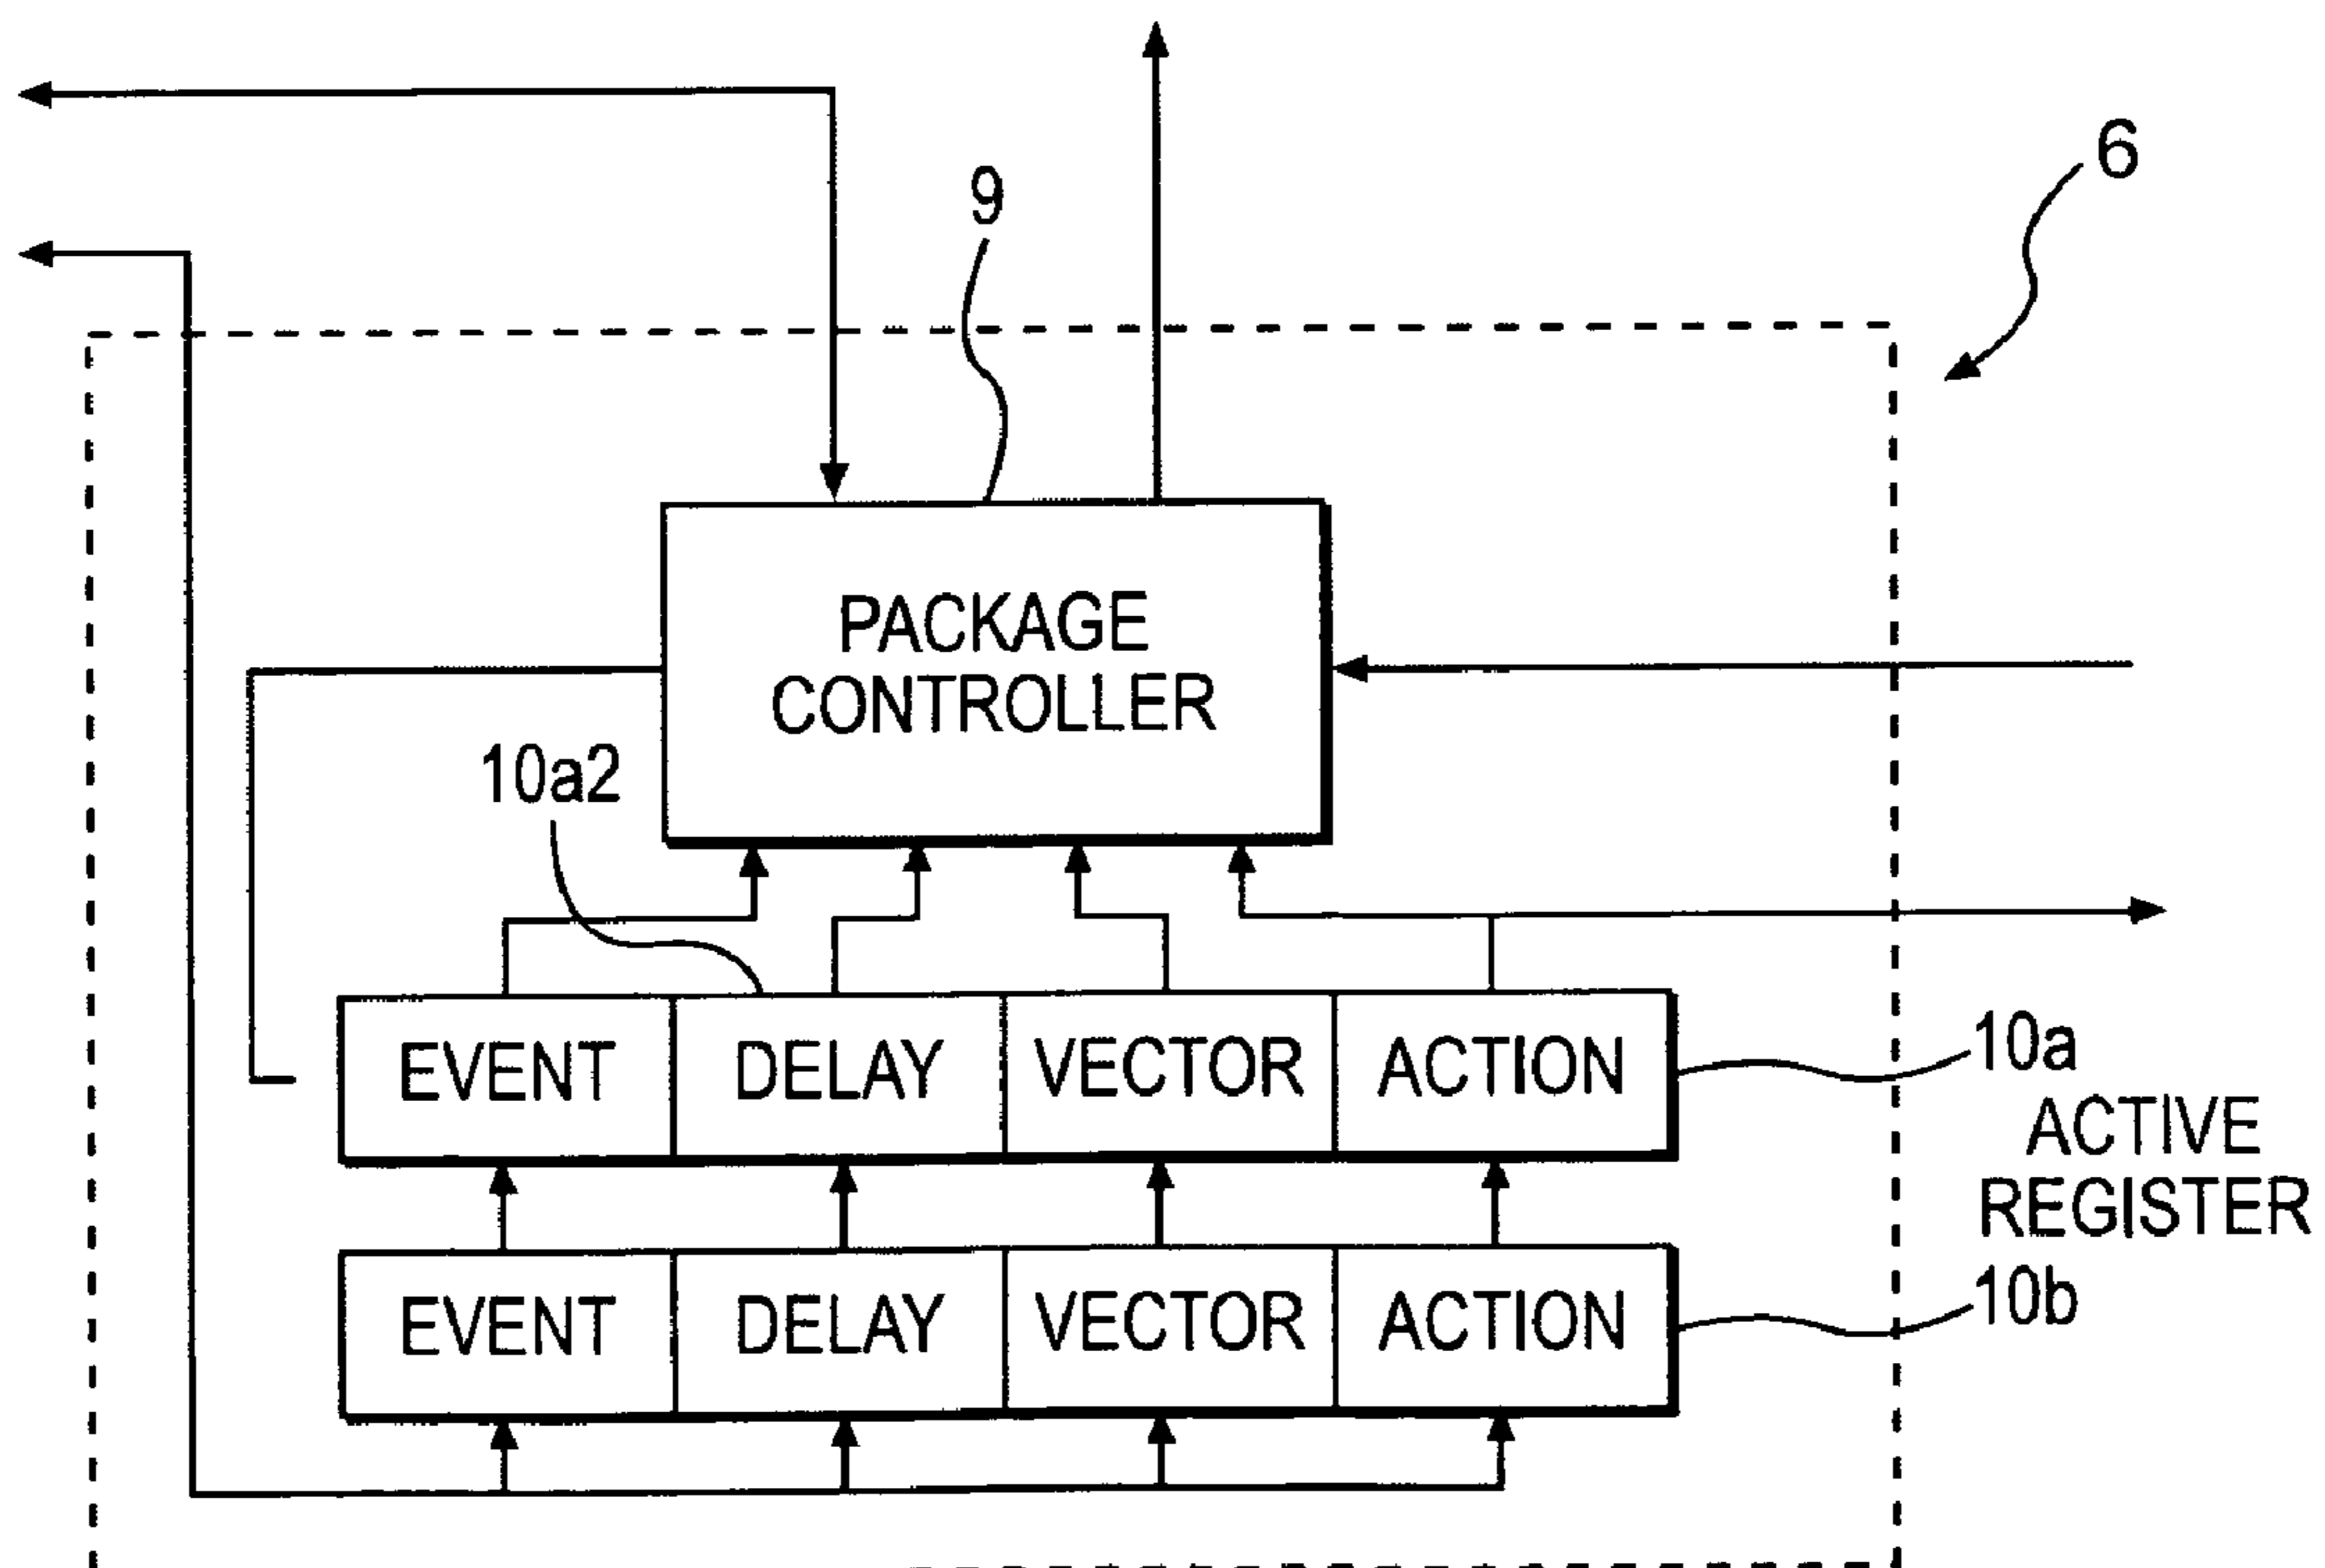 6
9
PACKAGE
CONTROLLER
10a2
EVENT DELAY VECTOR ACTION
10a
ACTIVE
REGISTER
EVENT DELAY VECTOR ACTION
10b